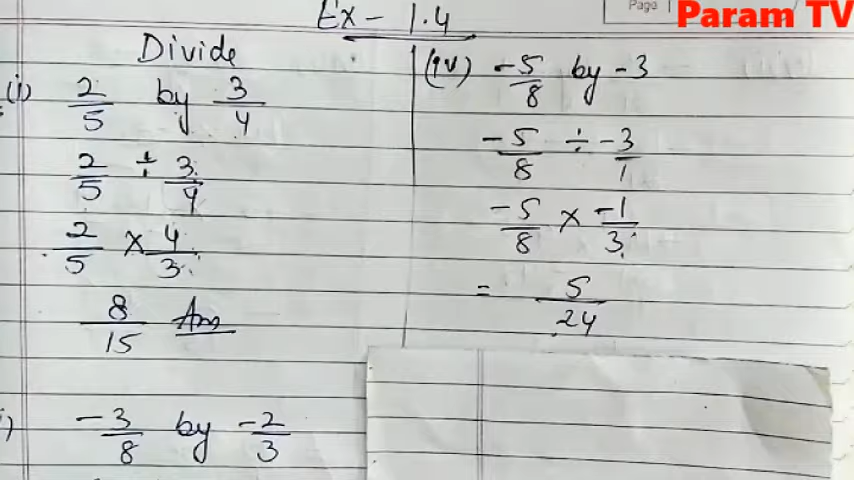 Ex - 1.4
Page
Param TV
Divide
(i) 2/5 by 3/4
2/5 ÷ 3/4
2/5 × 4/3
8/15 Ans
-3/8 by -2/3
(iv) -5/8 by -3
-5/8 ÷ -3/1
-5/8 × -1/3
= 5/24